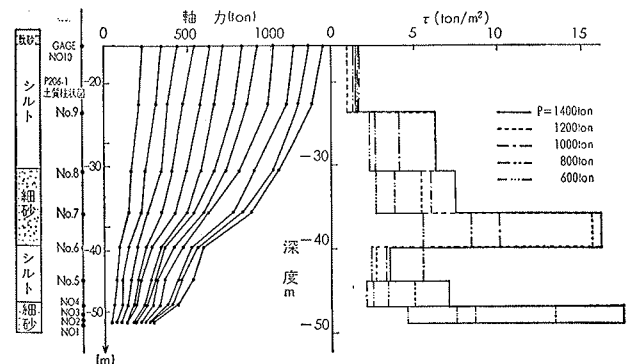 軸 力 (ton)
0
500
1000
τ (ton/m²)
0
5
10
15
GAGE
NO10
P206-1
土質柱状図
No.9
No.8
No.7
No.6
No.5
NO4
NO3
NO2
NO1
シルト
細砂
シルト
細砂
-20
-30
-40
-50
[m]
深度 m
-30
-40
-50
P=1400ton
1200ton
1000ton
800ton
600ton